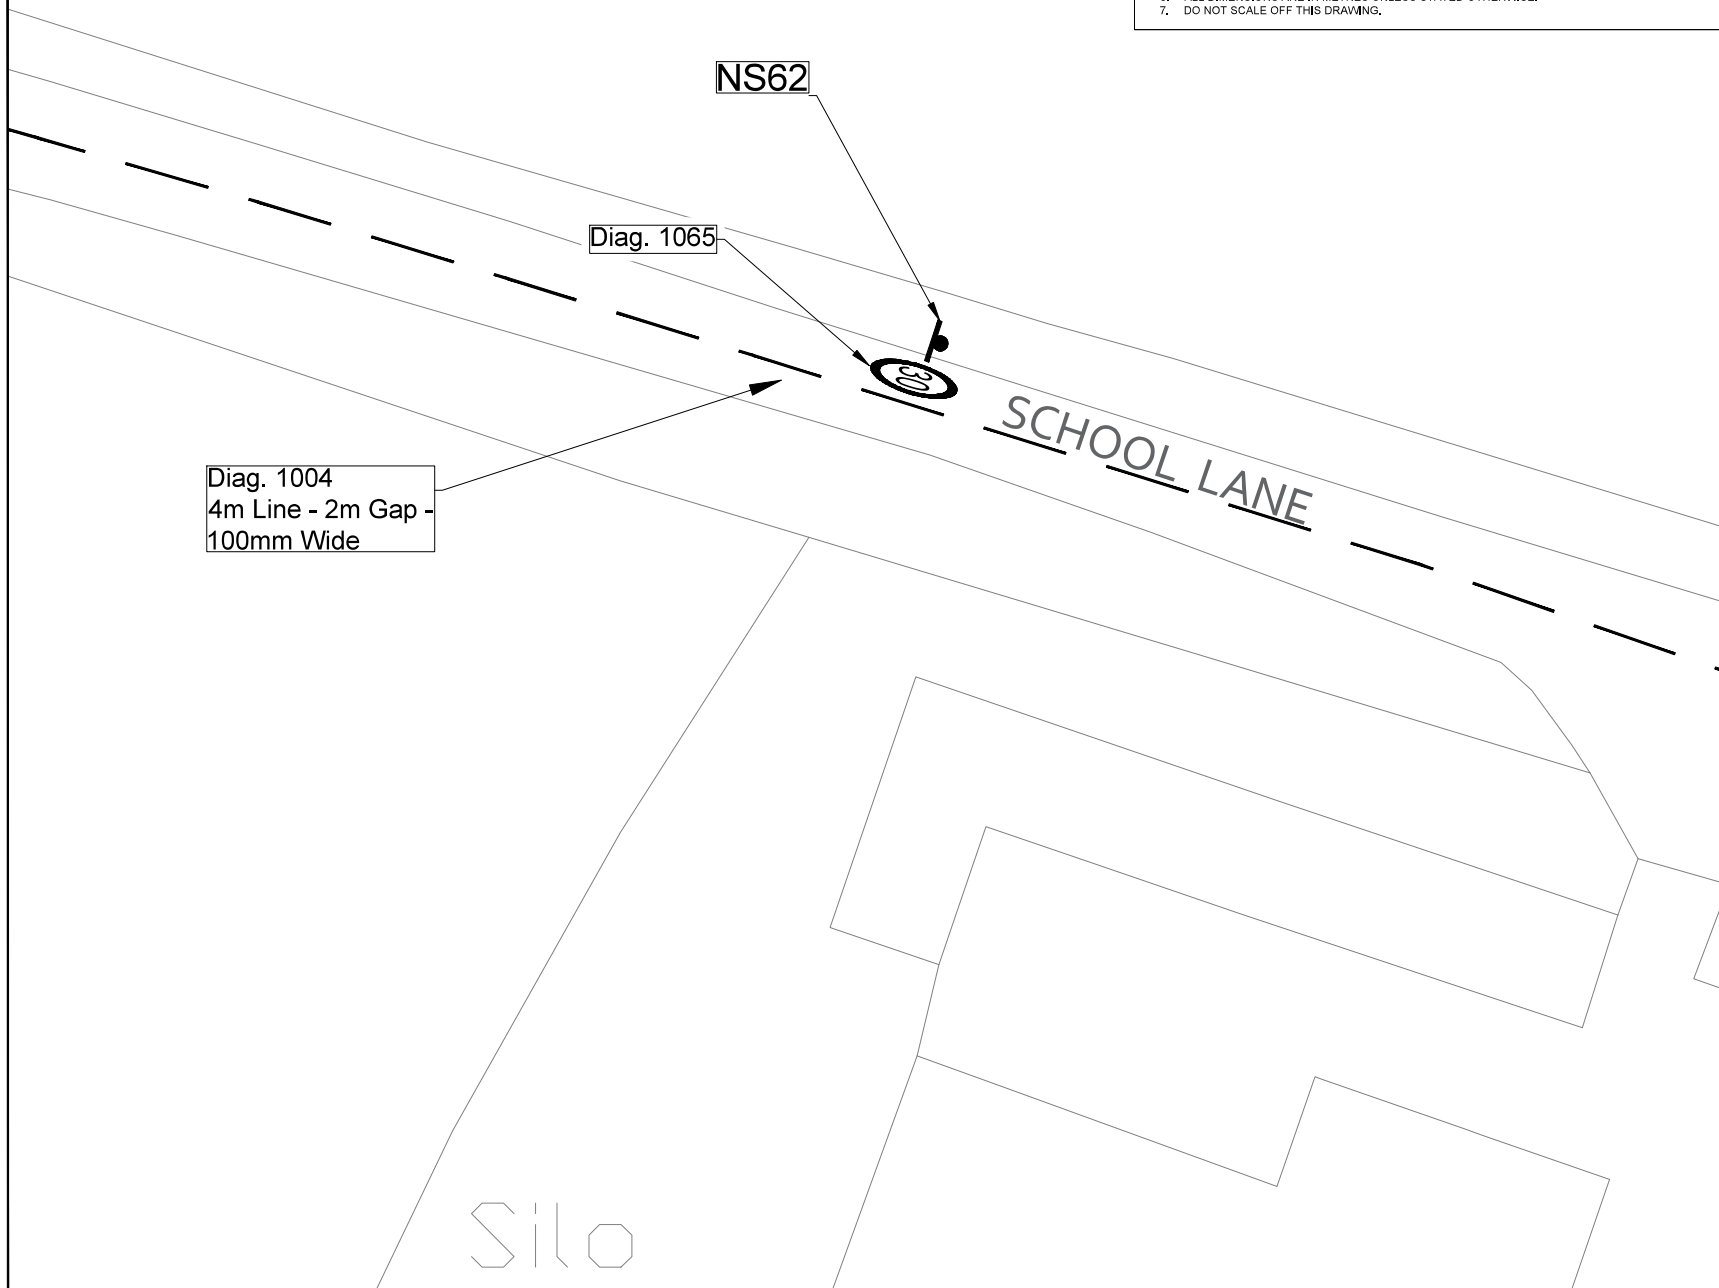 7. DO NOT SCALE OFF THIS DRAWING.
NS62
Diag. 1065
30
SCHOOL LANE
Diag. 1004
4m Line - 2m Gap -
100mm Wide
Silo